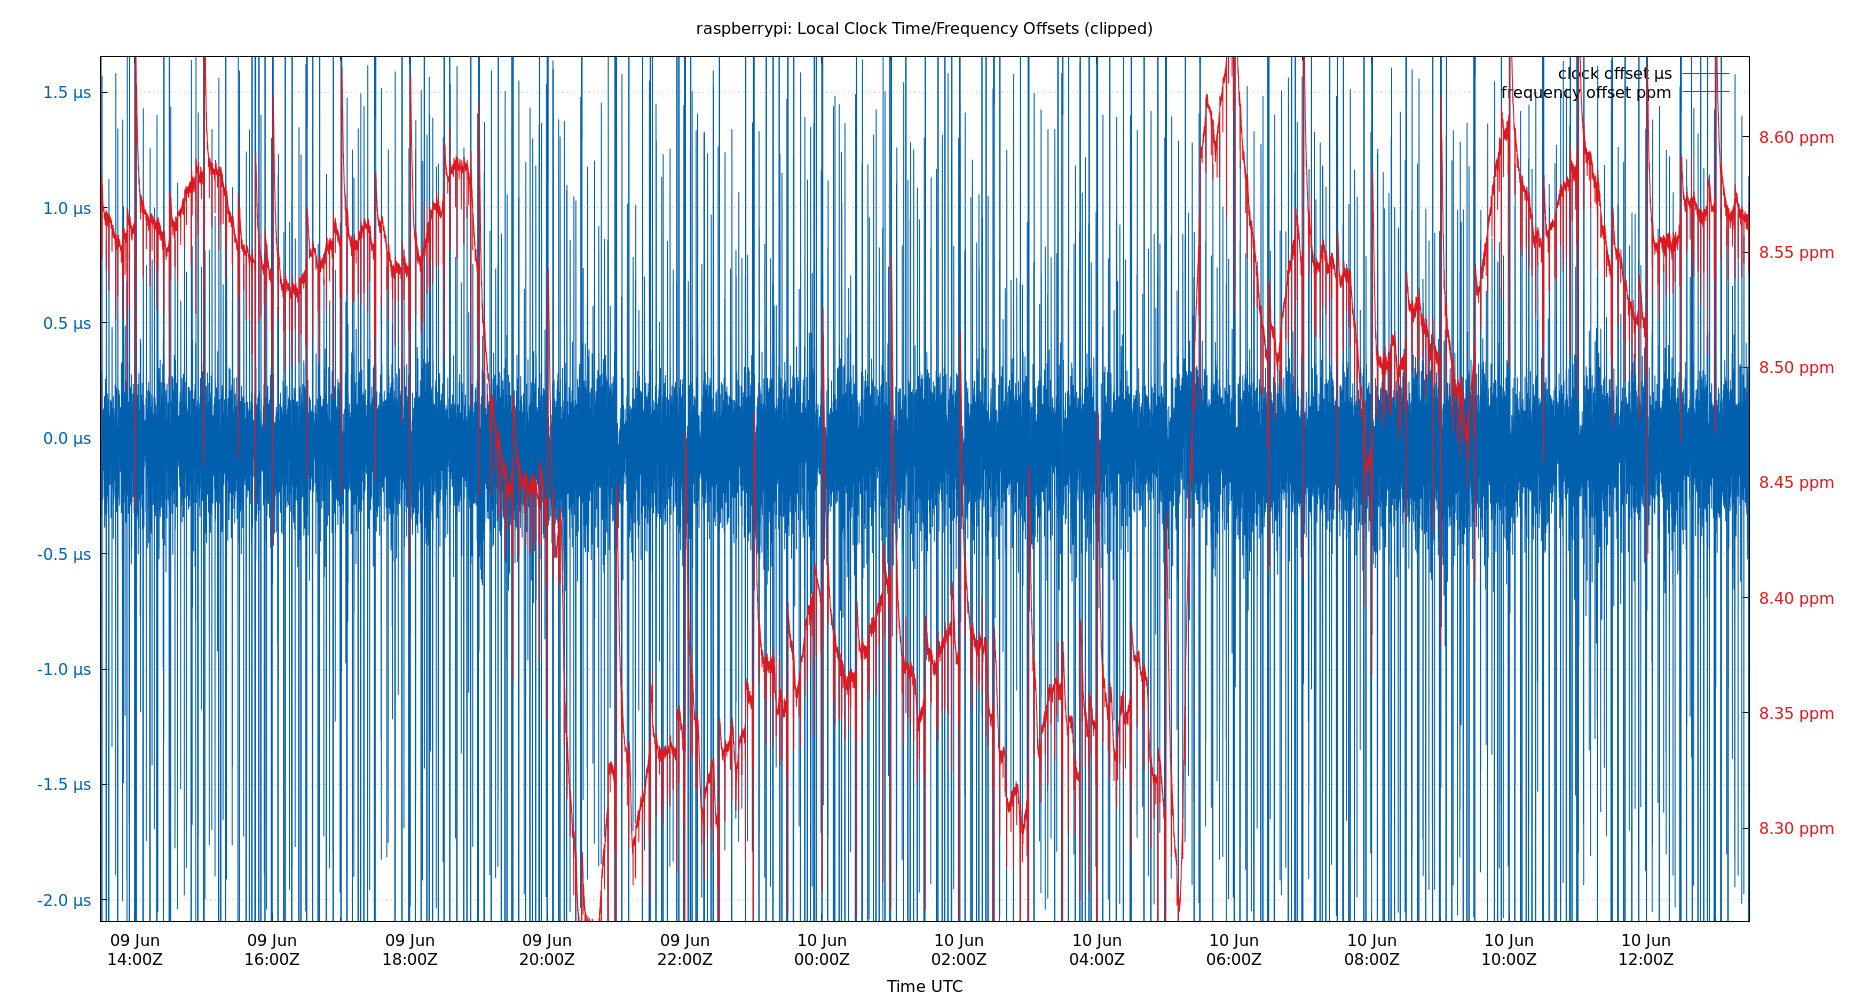 raspberrypi: Local Clock Time/Frequency Offsets (clipped)
clock offset µs
frequency offset ppm
1.5 µs
1.0 µs
0.5 µs
0.0 µs
-0.5 µs
-1.0 µs
-1.5 µs
-2.0 µs
8.60 ppm
8.55 ppm
8.50 ppm
8.45 ppm
8.40 ppm
8.35 ppm
8.30 ppm
09 Jun 09 Jun 09 Jun 09 Jun 09 Jun 10 Jun 10 Jun 10 Jun 10 Jun 10 Jun 10 Jun 10 Jun
14:00Z 16:00Z 18:00Z 20:00Z 22:00Z 00:00Z 02:00Z 04:00Z 06:00Z 08:00Z 10:00Z 12:00Z
Time UTC